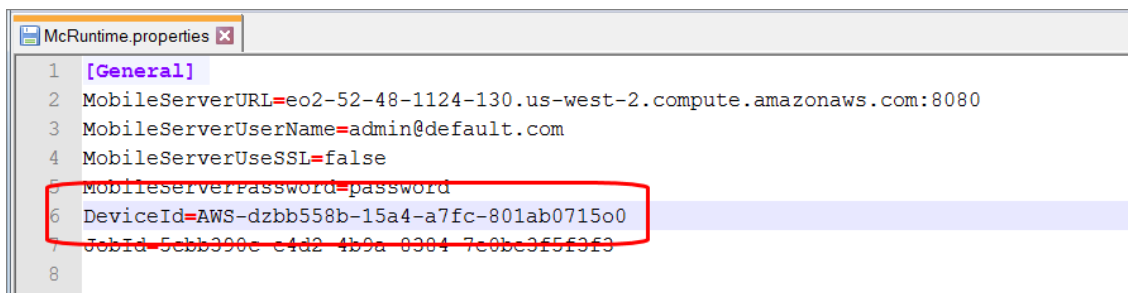 McRuntime.properties
1 [General]
2 MobileServerURL=eo2-52-48-1124-130.us-west-2.compute.amazonaws.com:8080
3 MobileServerUserName=admin@default.com
4 MobileServerUseSSL=false
5 MobileServerPassword=password
6 DeviceId=AWS-dzbb558b-15a4-a7fc-801ab0715o0
7 JobId=5cbb390c-c4d2-4b9a-8384-7c0bc3f5f3f3
8